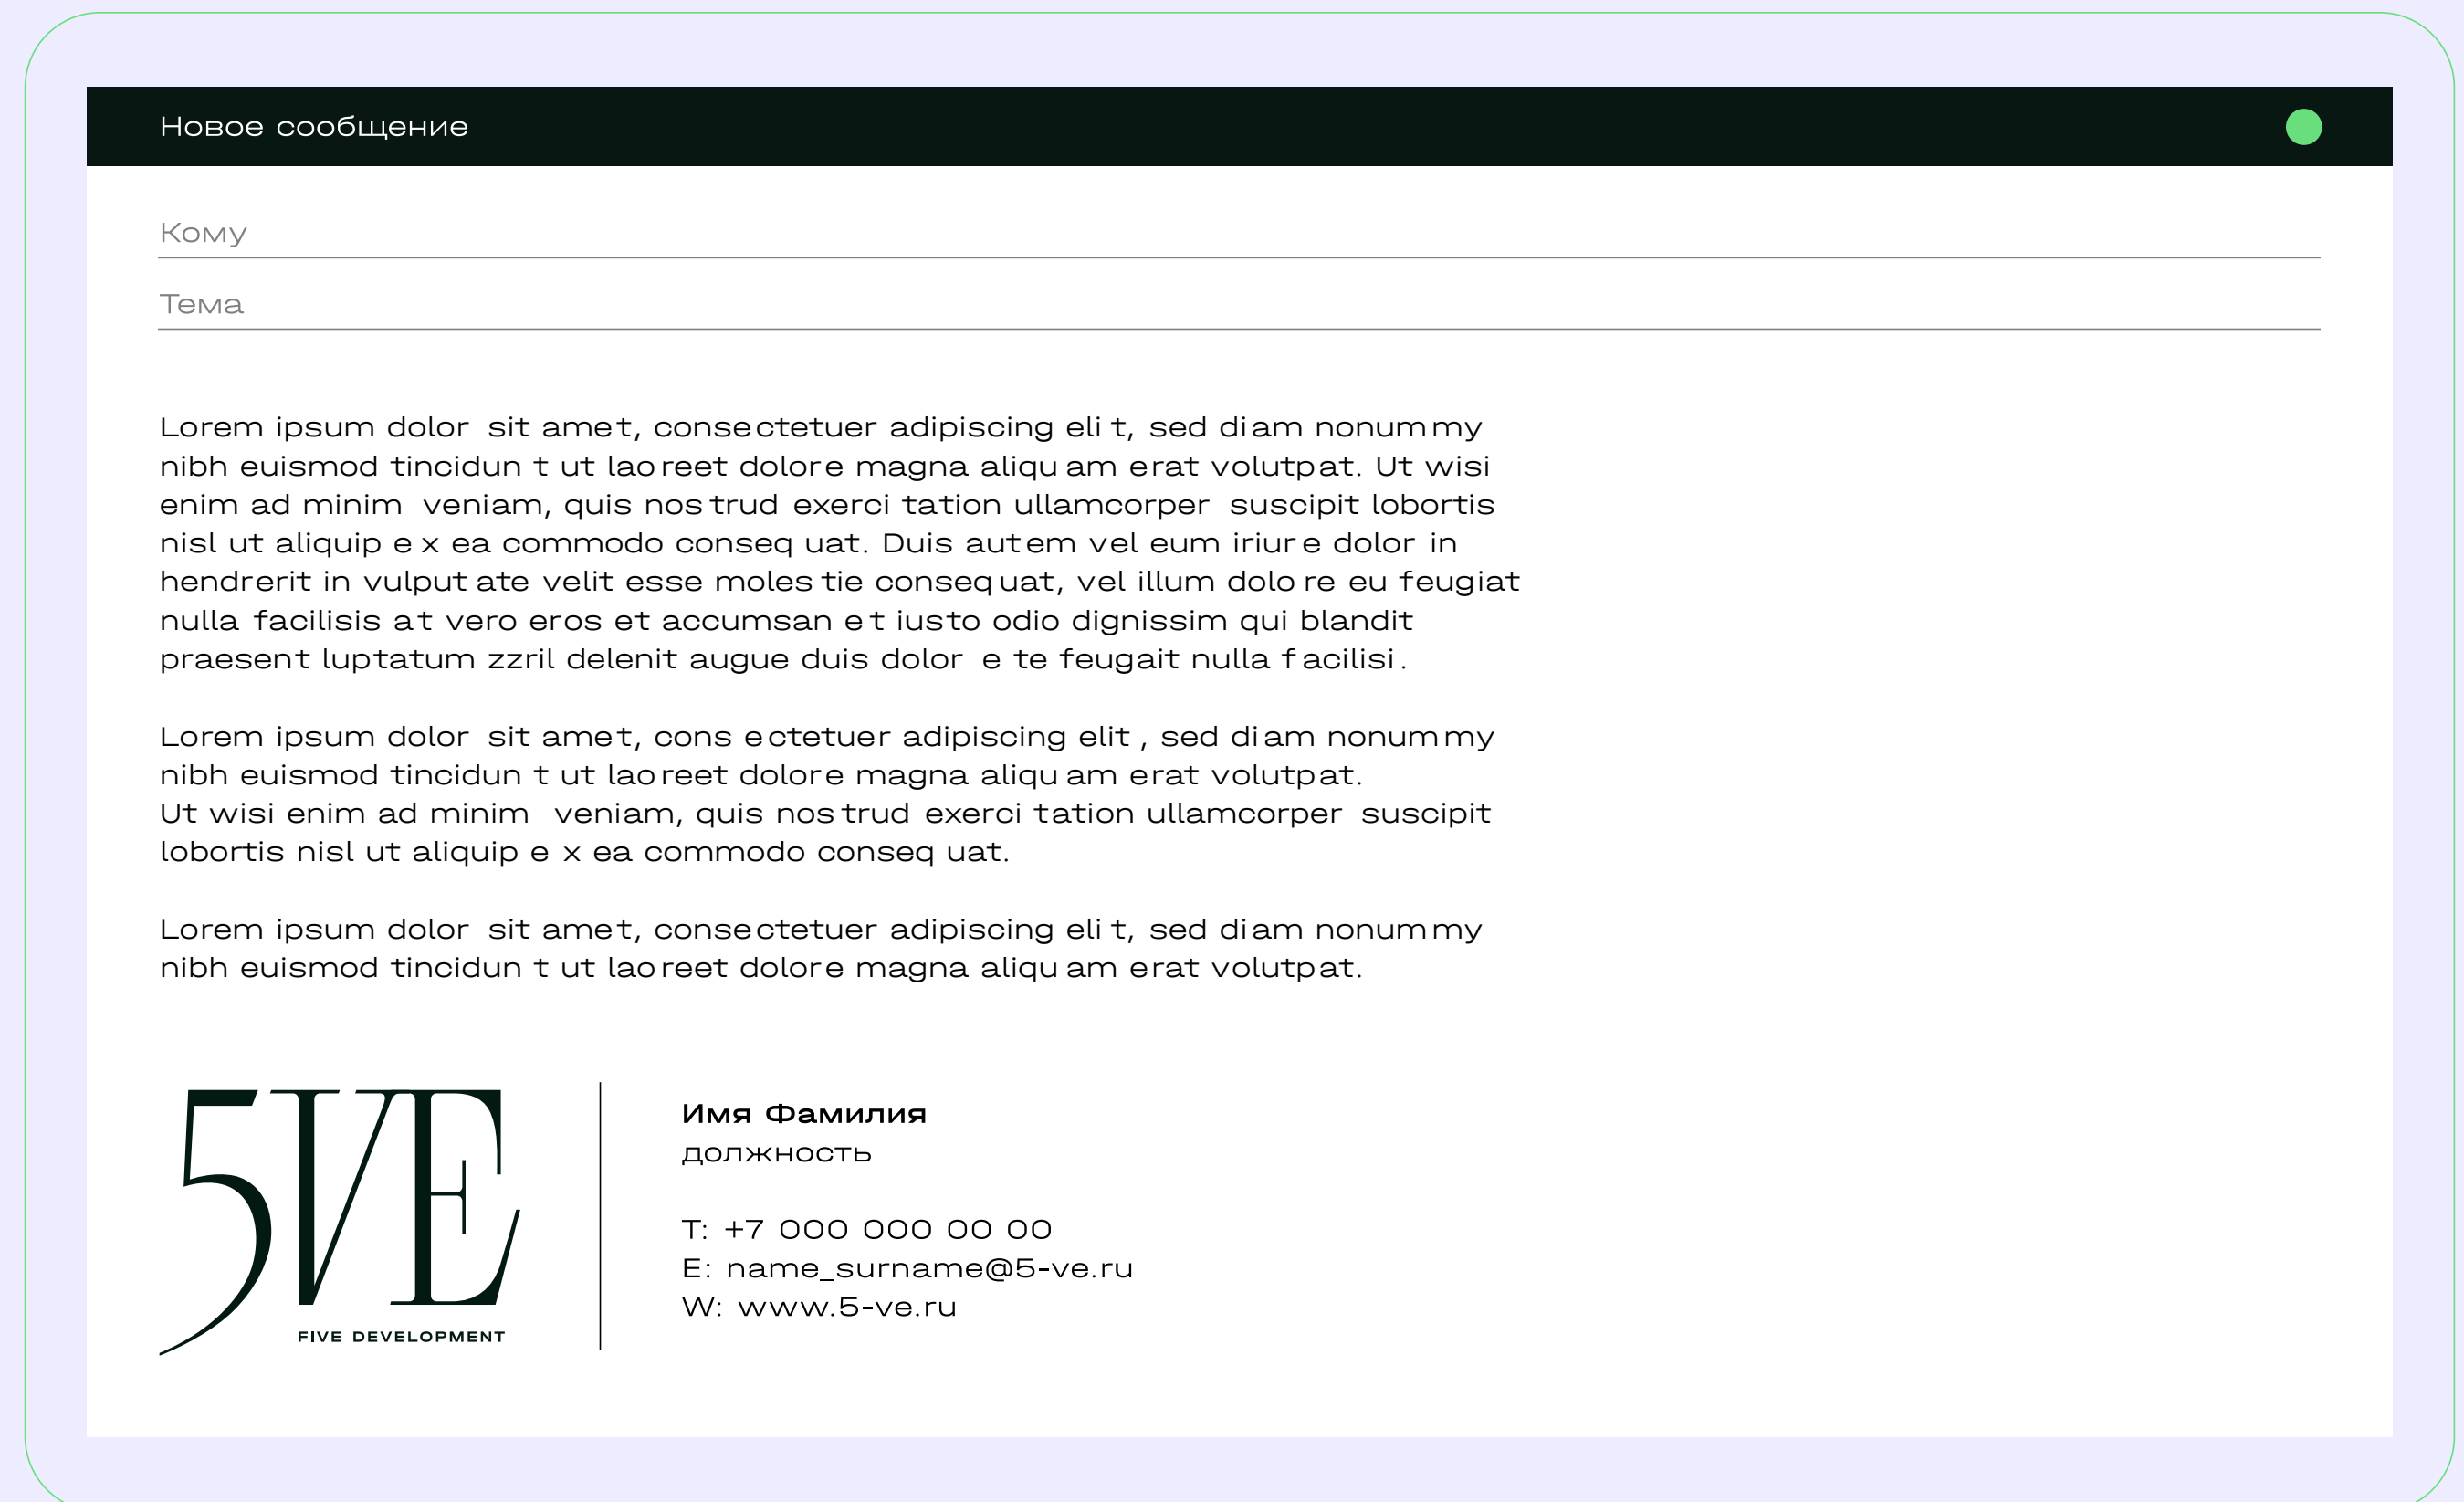 Новое сообщение
Кому
Тема
Lorem ipsum dolor sit amet, consectetuer adipiscing elit, sed diam nonummy
nibh euismod tincidunt ut laoreet dolore magna aliquam erat volutpat. Ut wisi
enim ad minim veniam, quis nostrud exerci tation ullamcorper suscipit lobortis
nisl ut aliquip ex ea commodo consequat. Duis autem vel eum iriure dolor in
hendrerit in vulputate velit esse molestie consequat, vel illum dolore eu feugiat
nulla facilisis at vero eros et accumsan et iusto odio dignissim qui blandit
praesent luptatum zzril delenit augue duis dolore te feugait nulla facilisi.
Lorem ipsum dolor sit amet, consectetuer adipiscing elit, sed diam nonummy
nibh euismod tincidunt ut laoreet dolore magna aliquam erat volutpat.
Ut wisi enim ad minim veniam, quis nostrud exerci tation ullamcorper suscipit
lobortis nisl ut aliquip ex ea commodo consequat.
Lorem ipsum dolor sit amet, consectetuer adipiscing elit, sed diam nonummy
nibh euismod tincidunt ut laoreet dolore magna aliquam erat volutpat.
5VE
FIVE DEVELOPMENT
Имя Фамилия
должность
T: +7 000 000 00 00
E: name_surname@5-ve.ru
W: www.5-ve.ru